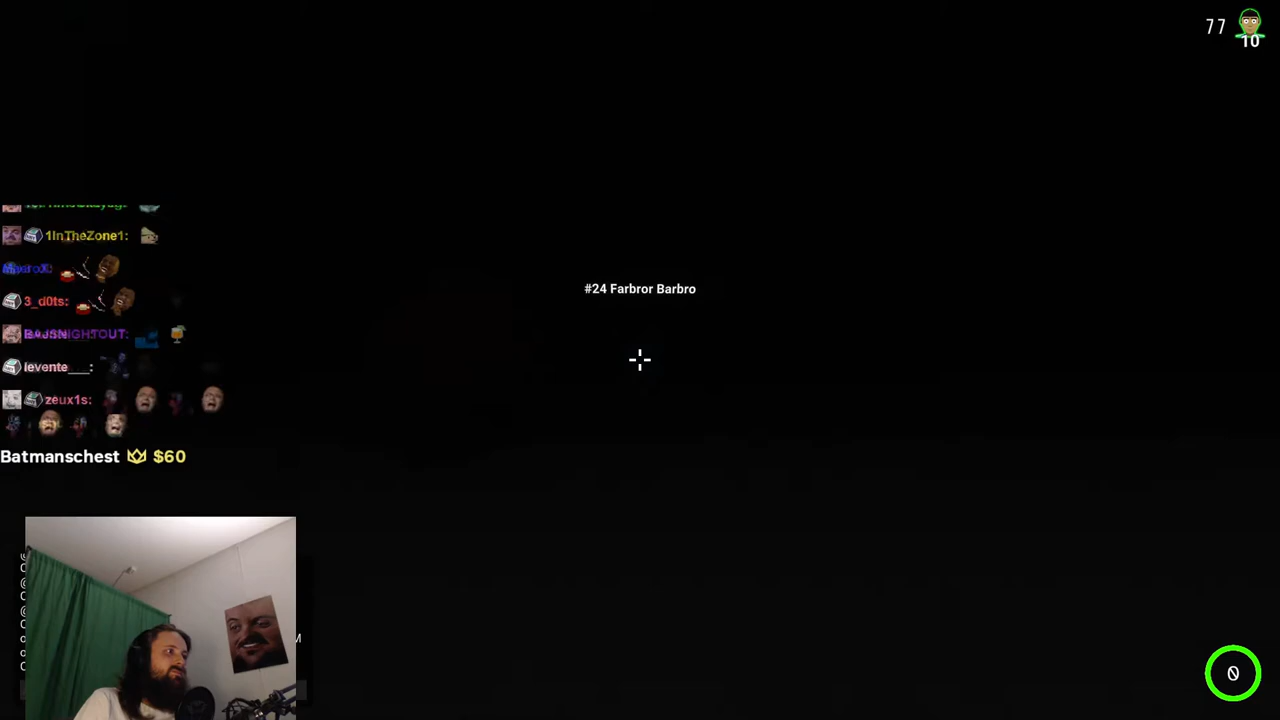 77
10
1InTheZone1:
#24 Farbror Barbro
3_d0ts:
levente___:
zeux1s:
Batmanschest $60
0